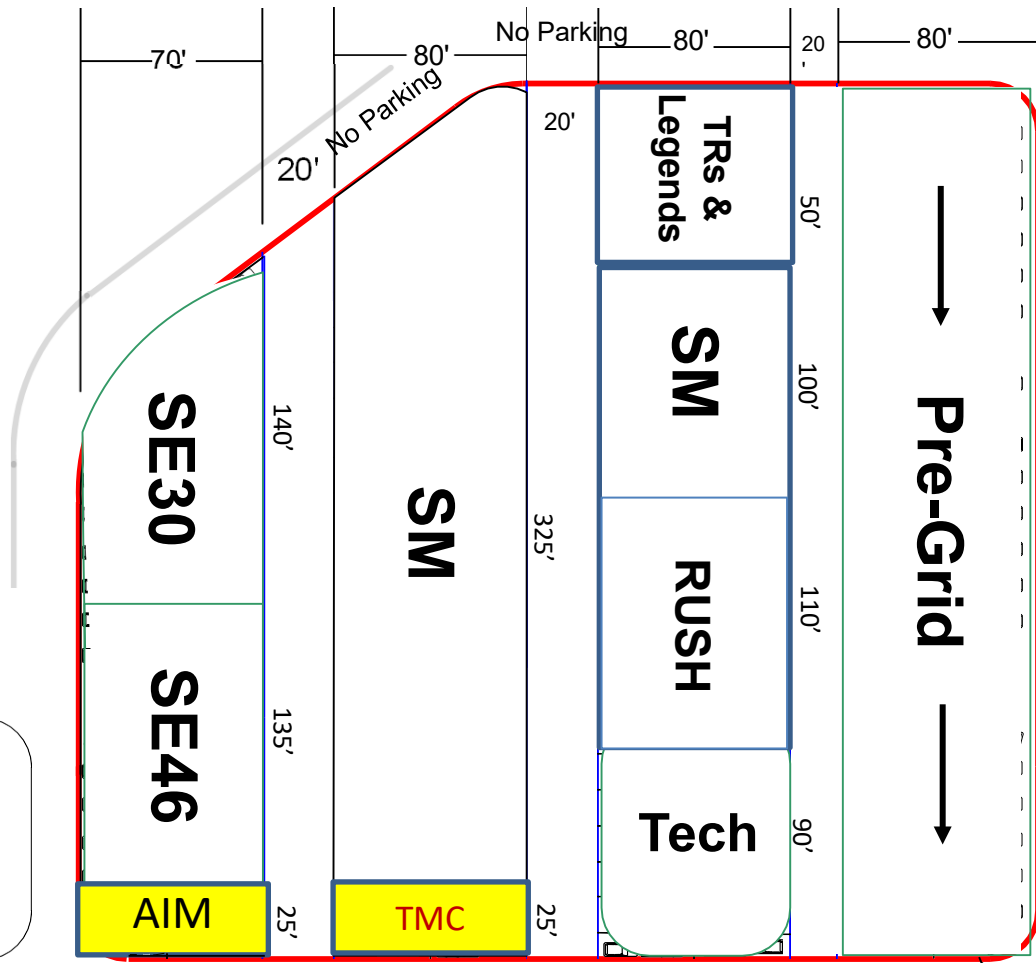 70'
80'
No Parking
80'
20
'
80'
No Parking
20'
20'
TRs &
Legends
50'
SM
100'
SE30
140'
SM
325'
Pre-Grid
RUSH
110'
SE46
135'
Tech
90'
AIM
25'
TMC
25'